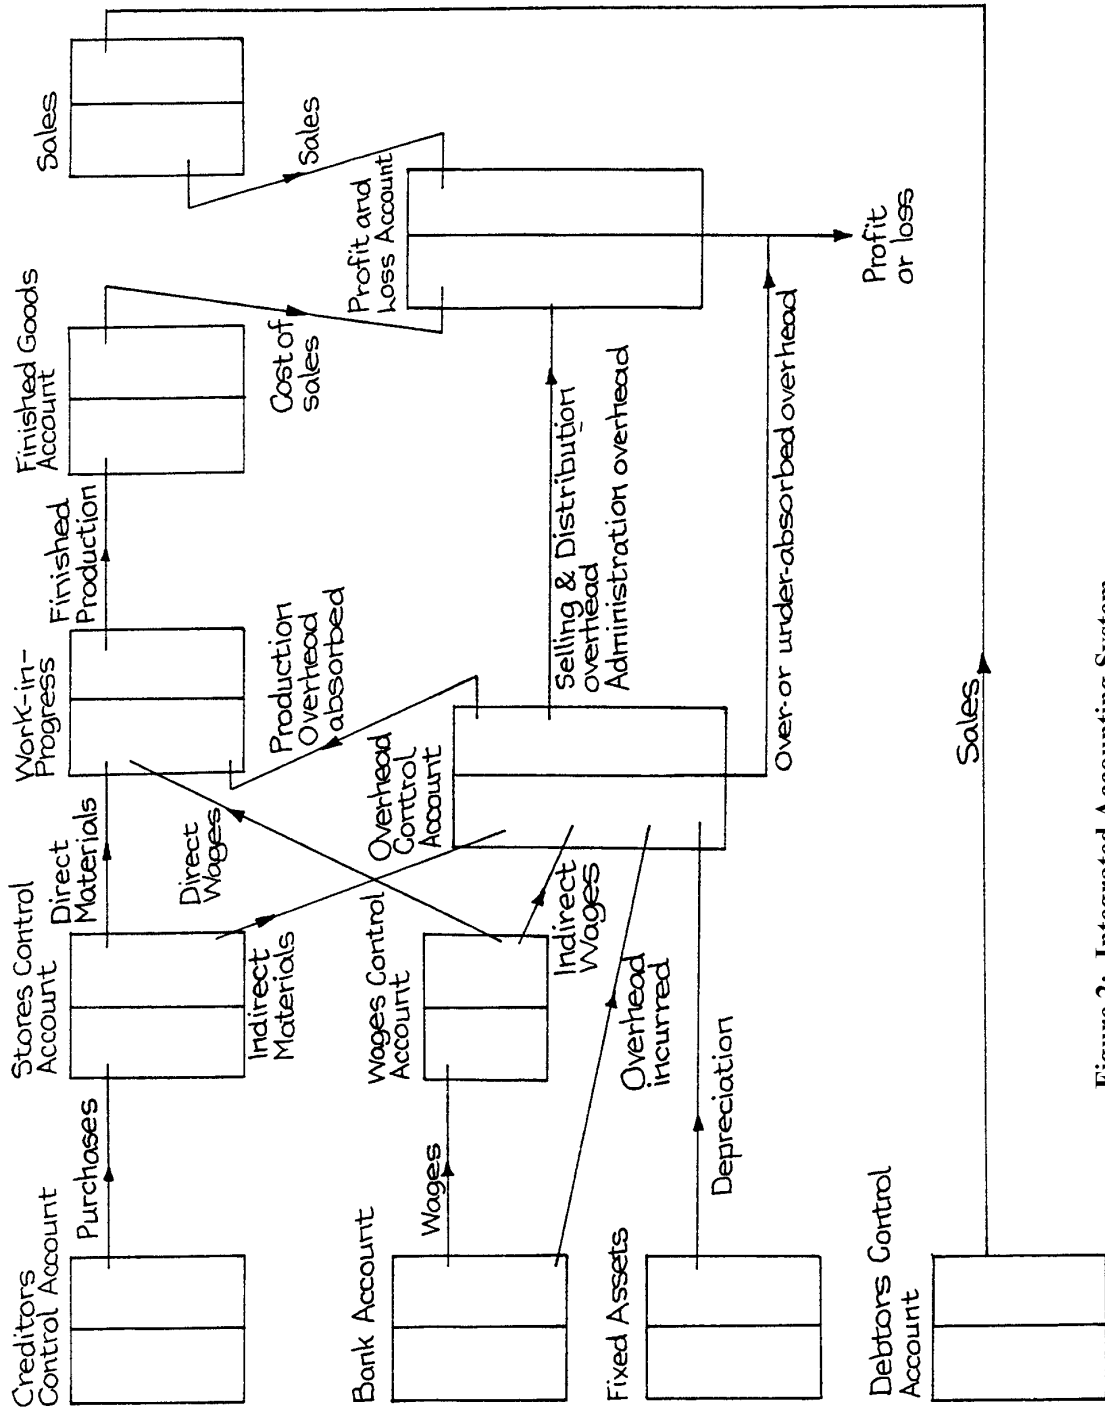 Creditors
Control Account
Purchases
Stores Control
Account
Direct
Materials
Indirect
Materials
Work-in-
Progress
Finished
Production
Finished Goods
Account
Cost of
sales
Sales
Sales
Bank Account
Wages
Wages Control
Account
Direct
Wages
Indirect
Wages
Overhead
incurred
Overhead
Control
Account
Production
Overhead
absorbed
Profit and
Loss Account
Selling & Distribution
overhead
Administration overhead
Over-or under-absorbed overhead
Profit
or loss
Fixed Assets
Depreciation
Debtors Control
Account
Sales
Figure 2: Integrated Accounting System